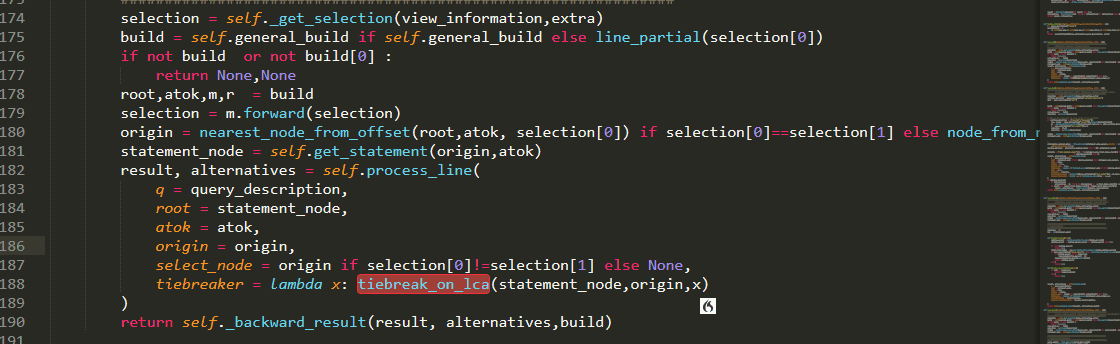 173 ################################################################
174 selection = self._get_selection(view_information,extra)
175 build = self.general_build if self.general_build else line_partial(selection[0])
176 if not build  or not build[0] :
177     return None,None
178 root,atok,m,r  = build
179 selection = m.forward(selection)
180 origin = nearest_node_from_offset(root,atok, selection[0]) if selection[0]==selection[1] else node_from_r
181 statement_node = self.get_statement(origin,atok)
182 result, alternatives = self.process_line(
183     q = query_description,
184     root = statement_node,
185     atok = atok,
186     origin = origin,
187     select_node = origin if selection[0]!=selection[1] else None,
188     tiebreaker = lambda x: tiebreak_on_lca(statement_node,origin,x)
189 )
190 return self._backward_result(result, alternatives,build)
191